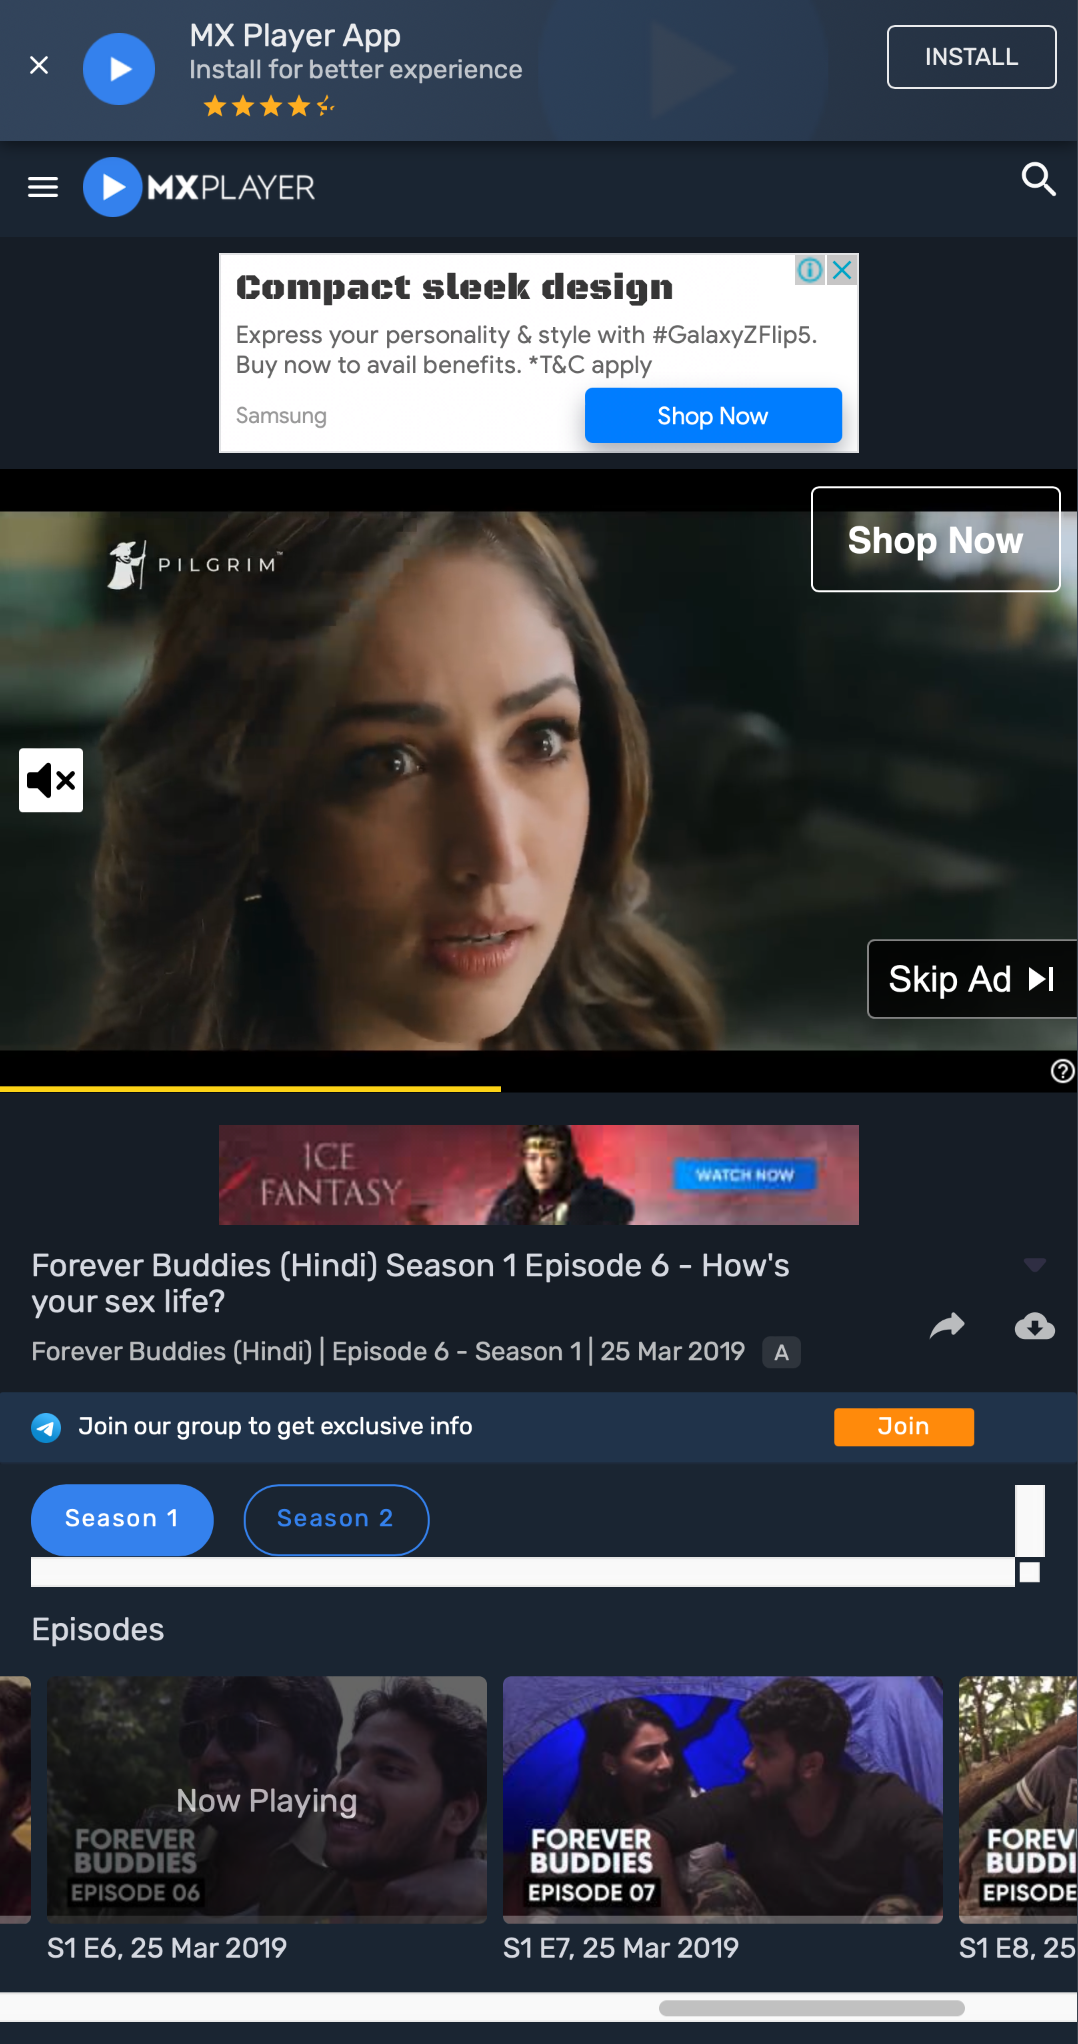 MX Player App
Install for better experience
INSTALL
MXPLAYER
Compact sleek design
Express your personality & style with #GalaxyZFlip5.
Buy now to avail benefits. *T&C apply
Samsung
Shop Now
Shop Now
PILGRIM™
Skip Ad
ICE
FANTASY
WATCH NOW
Forever Buddies (Hindi) Season 1 Episode 6 - How's
your sex life?
Forever Buddies (Hindi) | Episode 6 - Season 1 | 25 Mar 2019 A
Join our group to get exclusive info
Join
Season 1
Season 2
Episodes
Now Playing
FOREVER
BUDDIES
EPISODE 06
FOREVER
BUDDIES
EPISODE 07
FOREV
BUDDI
EPISODE
S1 E6, 25 Mar 2019
S1 E7, 25 Mar 2019
S1 E8, 25